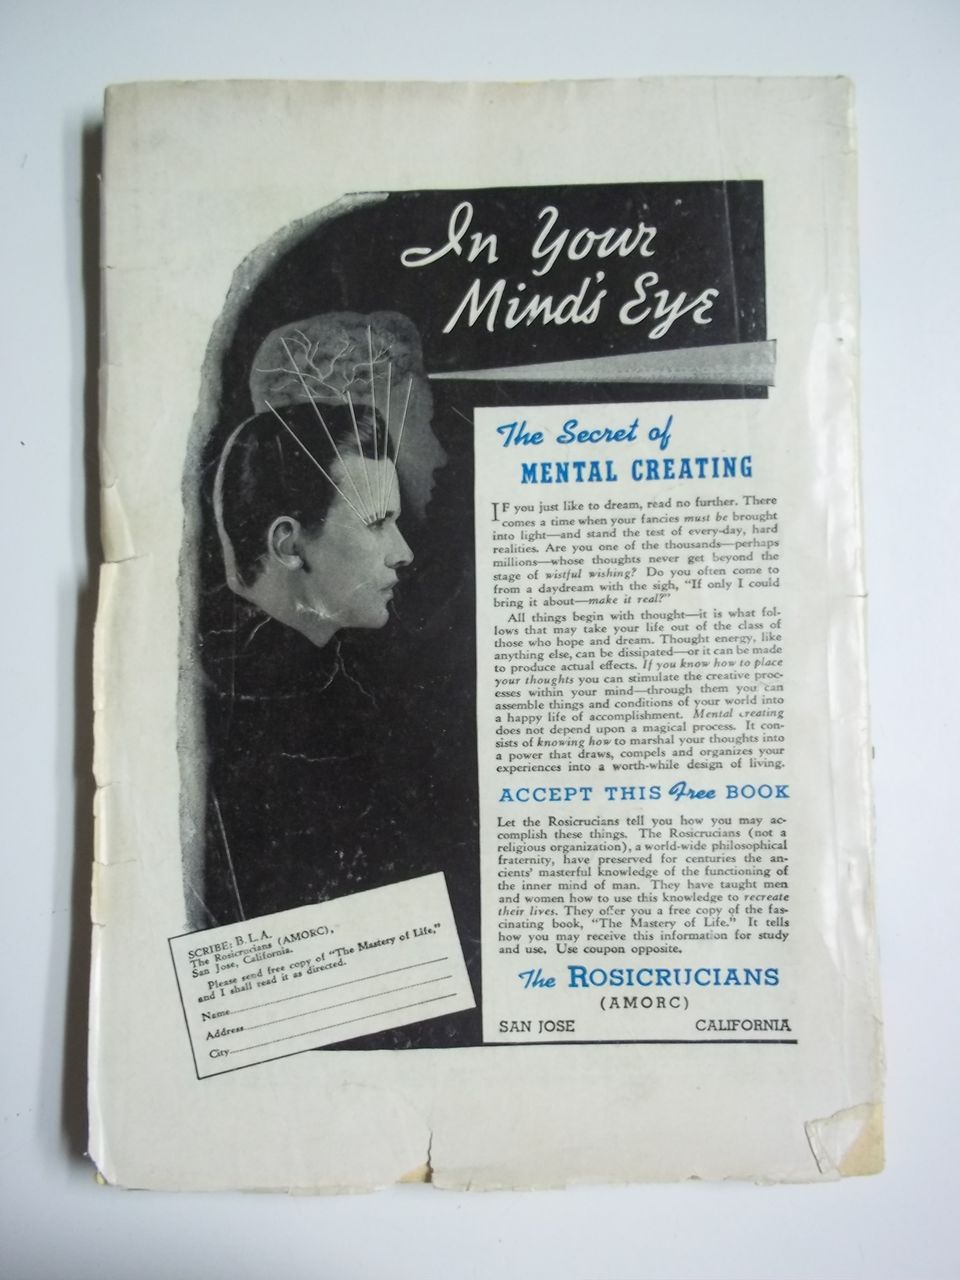 In Your
Mind's Eye
The Secret of
MENTAL CREATING
IF you just like to dream, read no further. There
comes a time when your fancies must be brought
into light—and stand the test of every-day, hard
realities. Are you one of the thousands—perhaps
millions—whose thoughts never get beyond the
stage of wistful wishing? Do you often come to
from a daydream with the sigh, "If only I could
bring it about—make it real?"
All things begin with thought—it is what fol-
lows that may take your life out of the class of
those who hope and dream. Thought energy, like
anything else, can be dissipated—or it can be made
to produce actual effects. If you know how to place
your thoughts you can stimulate the creative proc-
esses within your mind—through them you can
assemble things and conditions of your world into
a happy life of accomplishment. Mental creating
does not depend upon a magical process. It con-
sists of knowing how to marshal your thoughts into
a power that draws, compels and organizes your
experiences into a worth-while design of living.
ACCEPT THIS Free BOOK
Let the Rosicrucians tell you how you may ac-
complish these things. The Rosicrucians (not a
religious organization), a world-wide philosophical
fraternity, have preserved for centuries the an-
cients' masterful knowledge of the functioning of
the inner mind of man. They have taught men
and women how to use this knowledge to recreate
their lives. They offer you a free copy of the fas-
cinating book, "The Mastery of Life." It tells
how you may receive this information for study
and use. Use coupon opposite.
The ROSICRUCIANS
(AMORC)
SAN JOSE CALIFORNIA
SCRIBE: B.L.A.
The Rosicrucians (AMORC),
San Jose, California.
Please send free copy of "The Mastery of Life,"
and I shall read it as directed.
Name
Address
City